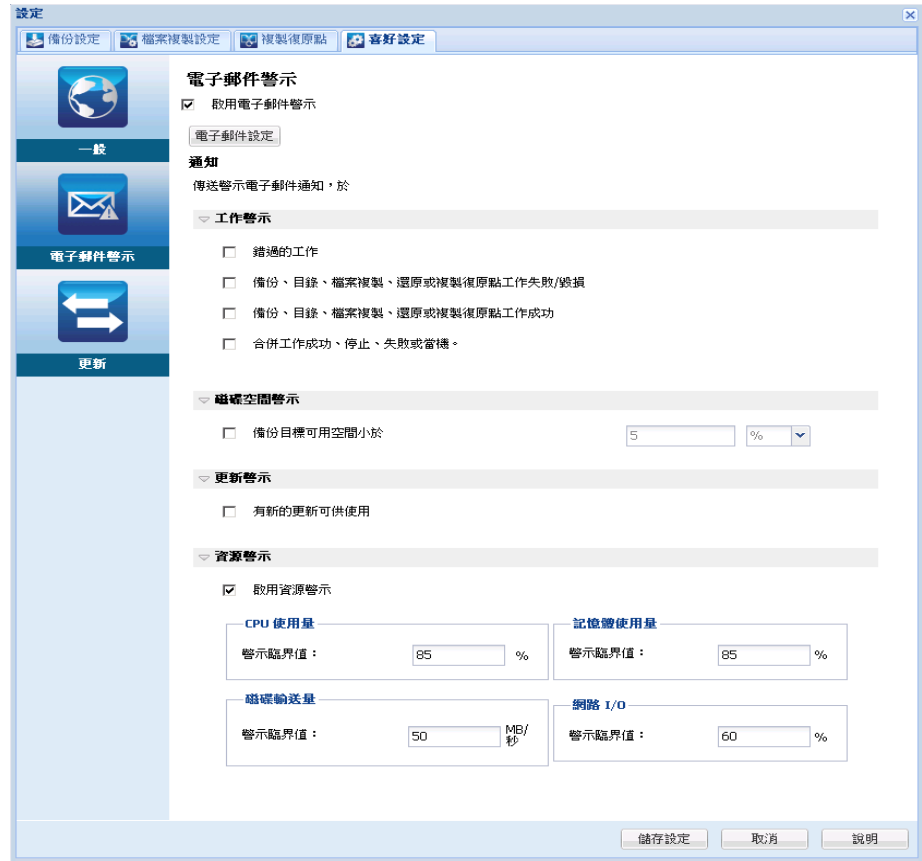 設定
備份設定
檔案複製設定
複製復原點
喜好設定
一般
電子郵件警示
更新
電子郵件警示
啟用電子郵件警示
電子郵件設定
通知
傳送警示電子郵件通知，於
工作警示
錯過的工作
備份、目錄、檔案複製、還原或複製復原點工作失敗/毀損
備份、目錄、檔案複製、還原或複製復原點工作成功
合併工作成功、停止、失敗或當機。
磁碟空間警示
備份目標可用空間小於
5
%
更新警示
有新的更新可供使用
資源警示
啟用資源警示
CPU 使用量
警示臨界值：
85
%
記憶體使用量
警示臨界值：
85
%
磁碟輸送量
警示臨界值：
50
MB/
秒
網路 I/O
警示臨界值：
60
%
儲存設定
取消
說明